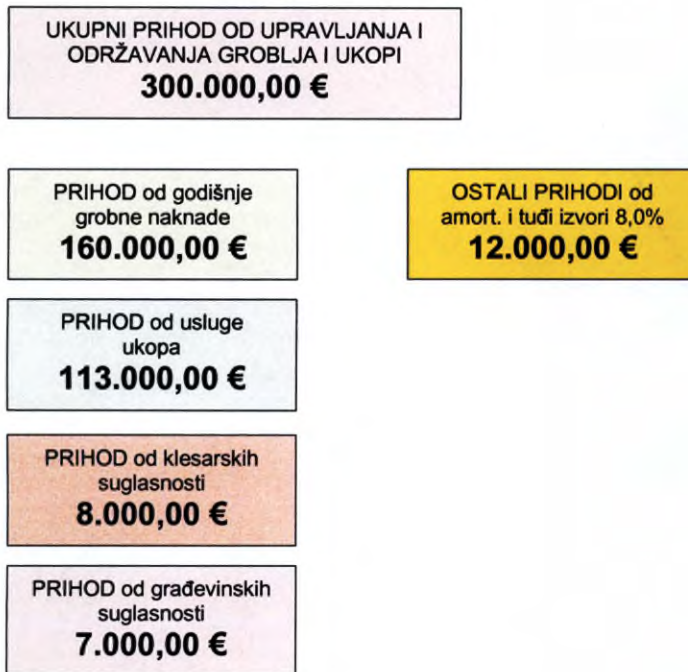 UKUPNI PRIHOD OD UPRAVLJANJA I
ODRŽAVANJA GROBLJA I UKOPI
300.000,00 €
PRIHOD od godišnje
grobne naknade
160.000,00 €
OSTALI PRIHODI od
amort. i tuđi izvori 8,0%
12.000,00 €
PRIHOD od usluge
ukopa
113.000,00 €
PRIHOD od klesarskih
suglasnosti
8.000,00 €
PRIHOD od građevinskih
suglasnosti
7.000,00 €